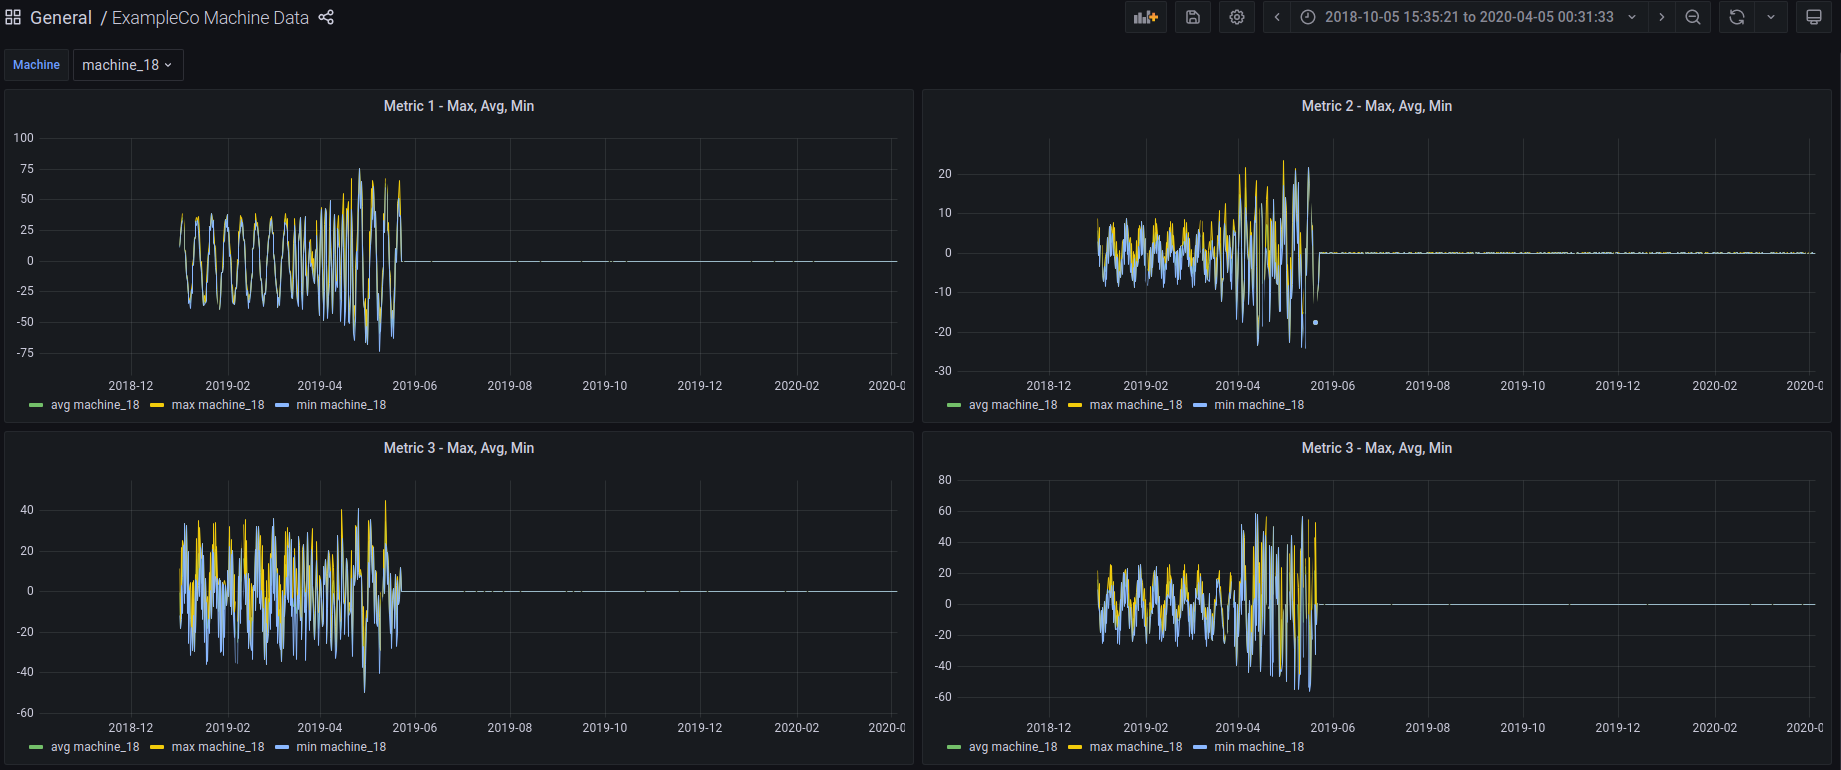 General / ExampleCo Machine Data
2018-10-05 15:35:21 to 2020-04-05 00:31:33
Machine machine_18
Metric 1 - Max, Avg, Min
100
75
50
25
0
-25
-50
-75
2018-12 2019-02 2019-04 2019-06 2019-08 2019-10 2019-12 2020-02 2020-0
avg machine_18 max machine_18 min machine_18
Metric 2 - Max, Avg, Min
20
10
0
-10
-20
-30
2018-12 2019-02 2019-04 2019-06 2019-08 2019-10 2019-12 2020-02 2020-0
avg machine_18 max machine_18 min machine_18
Metric 3 - Max, Avg, Min
40
20
0
-20
-40
-60
2018-12 2019-02 2019-04 2019-06 2019-08 2019-10 2019-12 2020-02 2020-0
avg machine_18 max machine_18 min machine_18
Metric 3 - Max, Avg, Min
80
60
40
20
0
-20
-40
-60
2018-12 2019-02 2019-04 2019-06 2019-08 2019-10 2019-12 2020-02 2020-0
avg machine_18 max machine_18 min machine_18